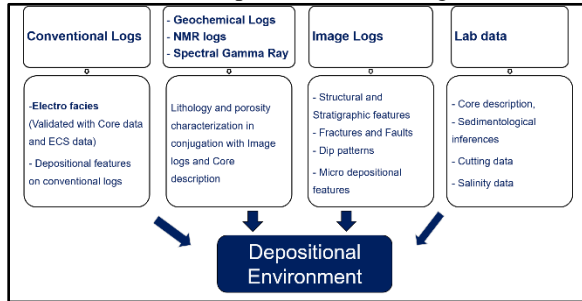 Conventional Logs
- Geochemical Logs
- NMR logs
- Spectral Gamma Ray
Image Logs
Lab data
-Electro facies
(Validated with Core data
and ECS data)
- Depositional features
on conventional logs
Lithology and porosity
characterization in
conjugation with Image
logs and Core
description
- Structural and
Stratigraphic features
- Fractures and Faults
- Dip patterns
- Micro depositional
features
- Core description,
- Sedimentological
inferences
- Cutting data
- Salinity data
Depositional
Environment